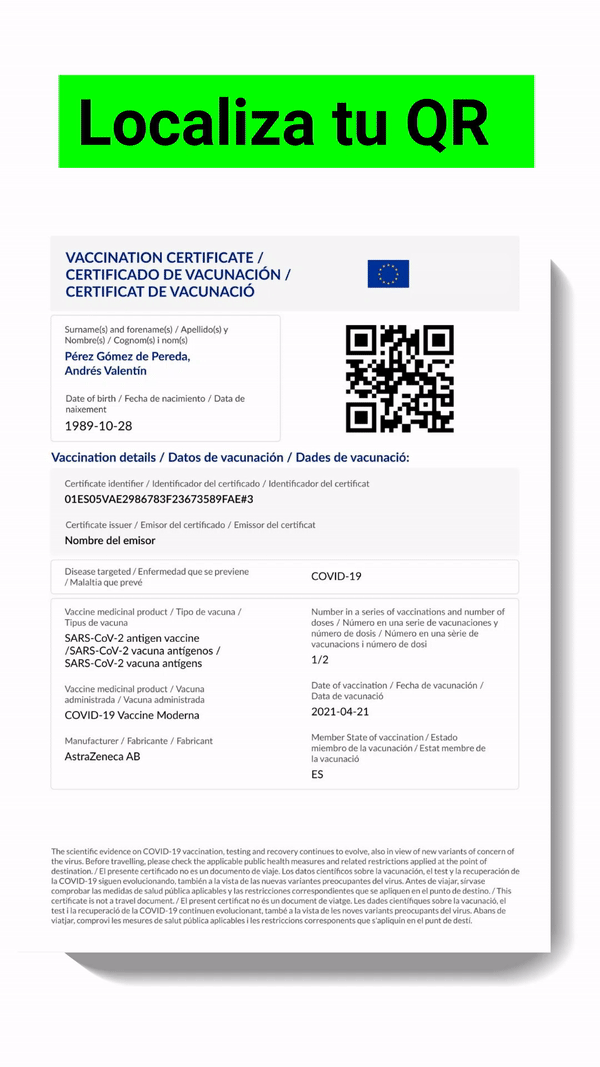 Localiza tu QR
VACCINATION CERTIFICATE /
CERTIFICADO DE VACUNACIÓN /
CERTIFICAT DE VACUNACIÓ
Surname(s) and forename(s) / Apellido(s) y
Nombre(s) / Cognom(s) i nom(s)
Pérez Gómez de Pereda,
Andrés Valentín
Date of birth / Fecha de nacimiento / Data de
naixement
1989-10-28
Vaccination details / Datos de vacunación / Dades de vacunació:
Certificate identifier / Identificador del certificado / Identificador del certificat
01ES05VAE2986783F23673589FAE#3
Certificate issuer / Emisor del certificado / Emissor del certificat
Nombre del emisor
Disease targeted / Enfermedad que se previene
/ Malaltia que prevé
COVID-19
Vaccine medicinal product / Tipo de vacuna /
Tipus de vacuna
SARS-CoV-2 antigen vaccine
/SARS-CoV-2 vacuna antígenos /
SARS-CoV-2 vacuna antígens
Vaccine medicinal product / Vacuna
administrada / Vacuna administrada
COVID-19 Vaccine Moderna
Manufacturer / Fabricante / Fabricant
AstraZeneca AB
Number in a series of vaccinations and number of
doses / Número en una serie de vacunaciones y
número de dosis / Número en una sèrie de
vacunacions i número de dosi
1/2
Date of vaccination / Fecha de vacunación /
Data de vacunació
2021-04-21
Member State of vaccination / Estado
miembro de la vacunación / Estat membre de
la vacunació
ES
The scientific evidence on COVID-19 vaccination, testing and recovery continues to evolve, also in view of new variants of concern of
the virus. Before travelling, please check the applicable public health measures and related restrictions applied at the point of
destination. / El presente certificado no es un documento de viaje. Los datos científicos sobre la vacunación, el test y la recuperación de
la COVID-19 siguen evolucionando, también a la vista de las nuevas variantes preocupantes del virus. Antes de viajar, sírvase
comprobar las medidas de salud pública aplicables y las restricciones correspondientes que se apliquen en el punto de destino. / This
certificate is not a travel document. / El present certificat no és un document de viatge. Les dades científiques sobre la vacunació, el
test i la recuperació de la COVID-19 continuen evolucionant, també a la vista de les noves variants preocupants del virus. Abans de
viatjar, comprovi les mesures de salut pública aplicables i les restriccions corresponents que s'apliquin en el punt de destí.